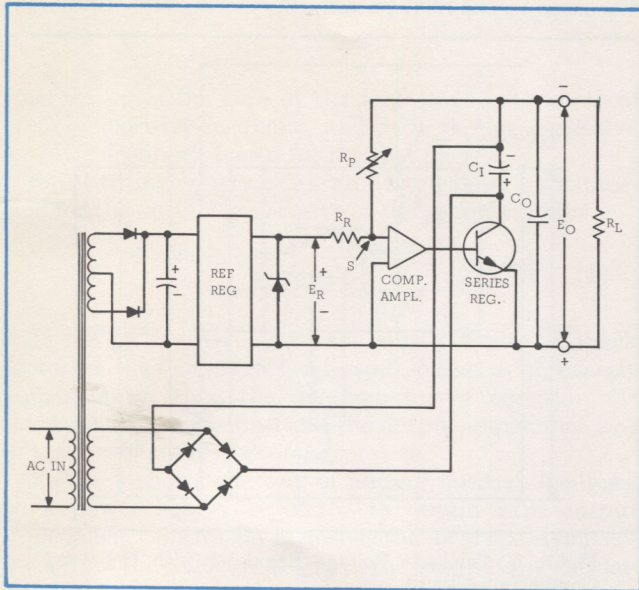 −
R_P
C_I
−
+
C_O
E_O
R_L
R_R
S
+
−
REF
REG
+
E_R
−
COMP.
AMPL.
SERIES
REG.
+
AC IN